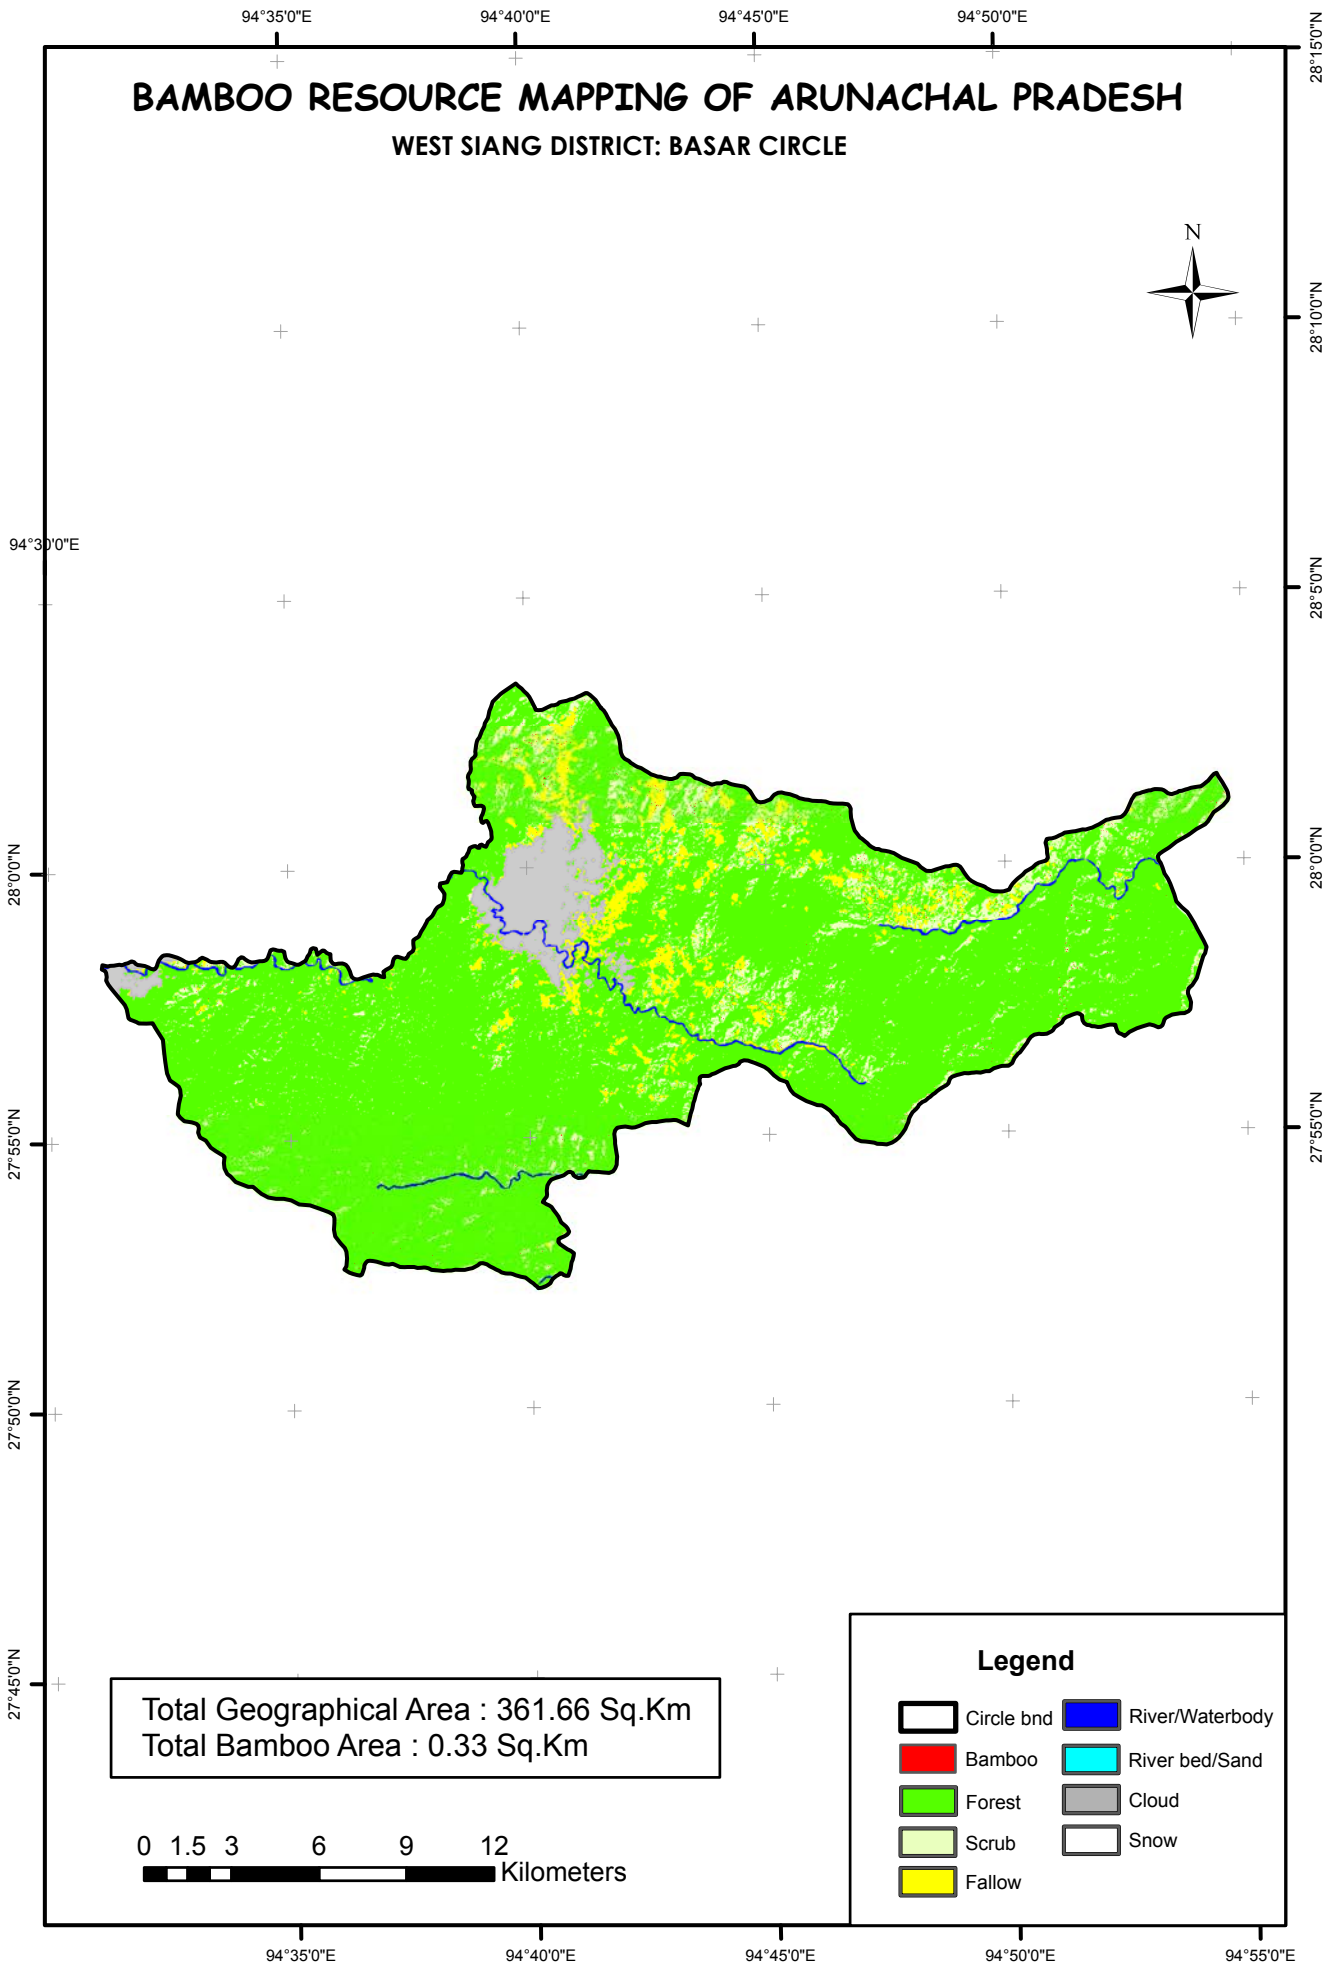 94°35'0"E 94°40'0"E 94°45'0"E 94°50'0"E
28°15'0"N
BAMBOO RESOURCE MAPPING OF ARUNACHAL PRADESH
WEST SIANG DISTRICT: BASAR CIRCLE
N
28°10'0"N
94°30'0"E
28°5'0"N
28°0'0"N
28°0'0"N
27°55'0"N
27°55'0"N
27°50'0"N
27°45'0"N
Total Geographical Area : 361.66 Sq.Km
Total Bamboo Area : 0.33 Sq.Km
0 1.5 3 6 9 12
Kilometers
Legend
Circle bnd
Bamboo
Forest
Scrub
Fallow
River/Waterbody
River bed/Sand
Cloud
Snow
94°35'0"E 94°40'0"E 94°45'0"E 94°50'0"E 94°55'0"E